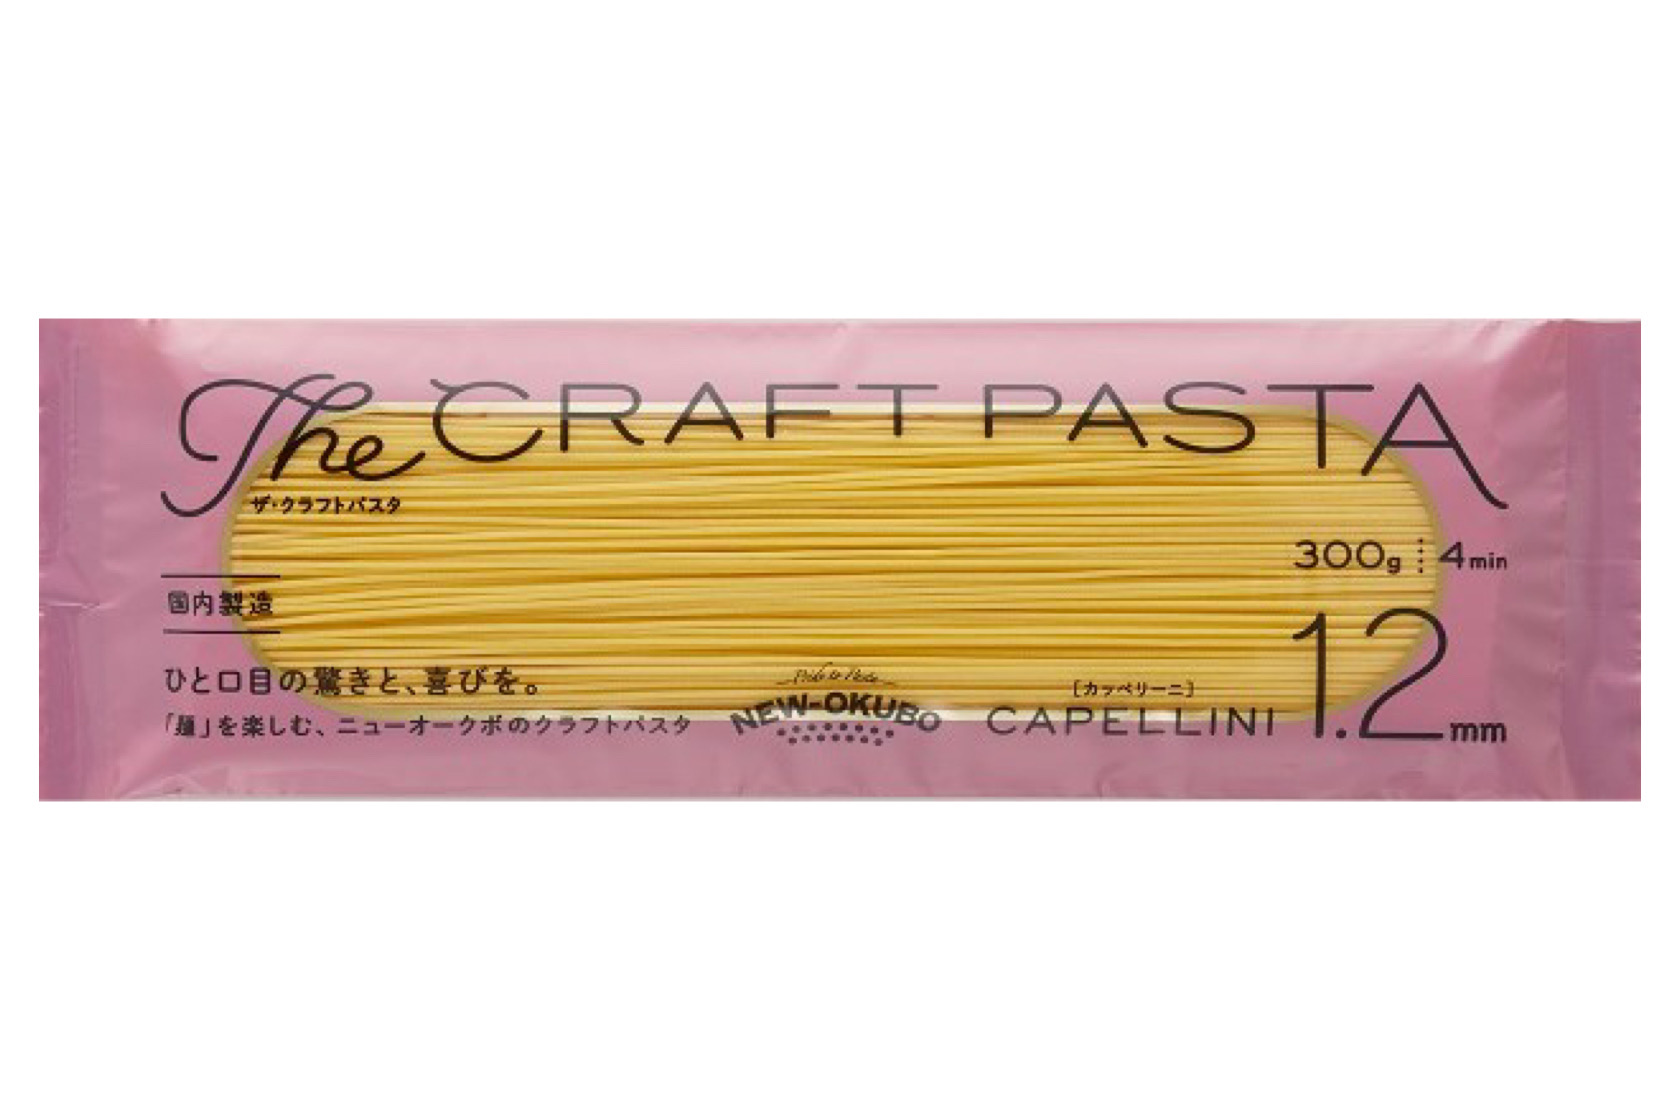 The CRAFT PASTA
ザ・クラフトパスタ
300g 4min
国内製造
1.2mm
ひと口目の驚きと、喜びを。
「麺」を楽しむ、ニューオークボのクラフトパスタ
Pride to Pasta
NEW-OKUBO
[カッペリーニ]
CAPELLINI